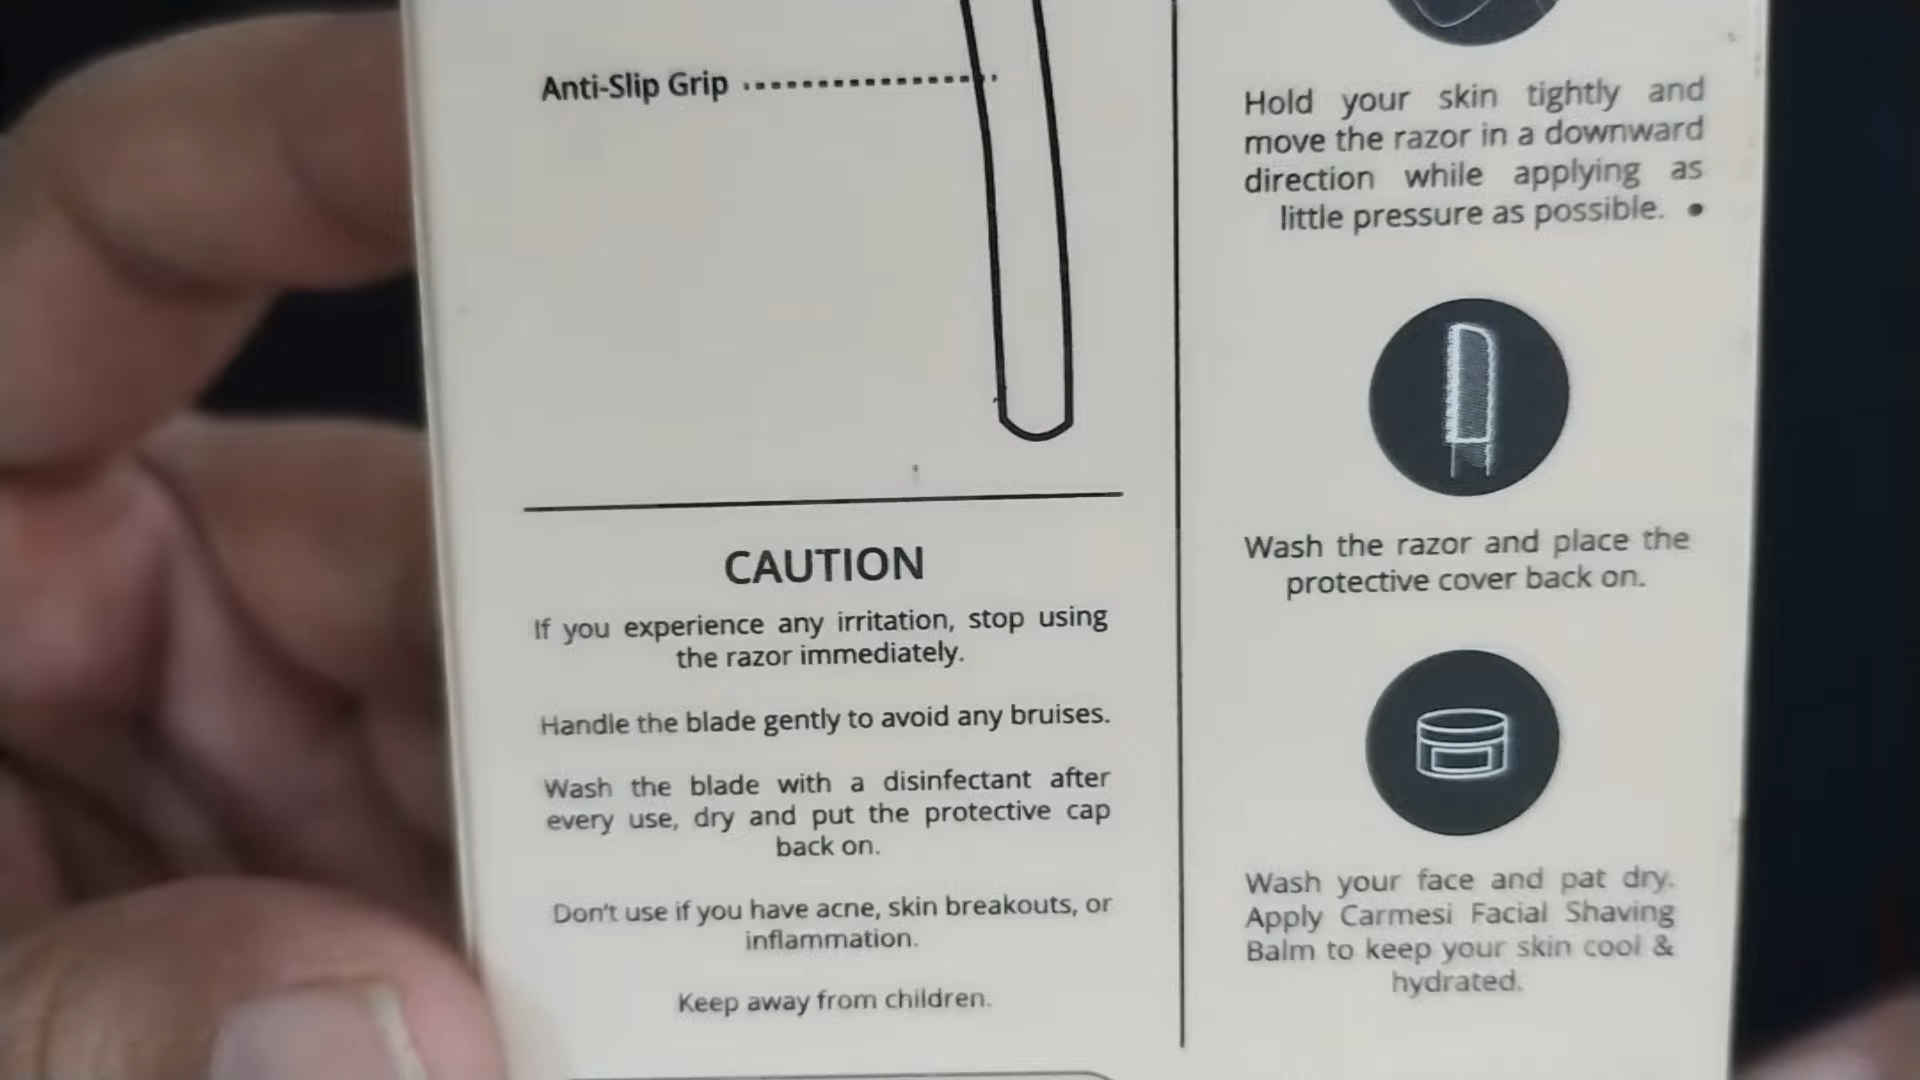 Anti-Slip Grip
CAUTION
If you experience any irritation, stop using
the razor immediately.
Handle the blade gently to avoid any bruises.
Wash the blade with a disinfectant after
every use, dry and put the protective cap
back on.
Don't use if you have acne, skin breakouts, or
inflammation.
Keep away from children.
Hold your skin tightly and
move the razor in a downward
direction while applying as
little pressure as possible. •
Wash the razor and place the
protective cover back on.
Wash your face and pat dry.
Apply Carmesi Facial Shaving
Balm to keep your skin cool &
hydrated.